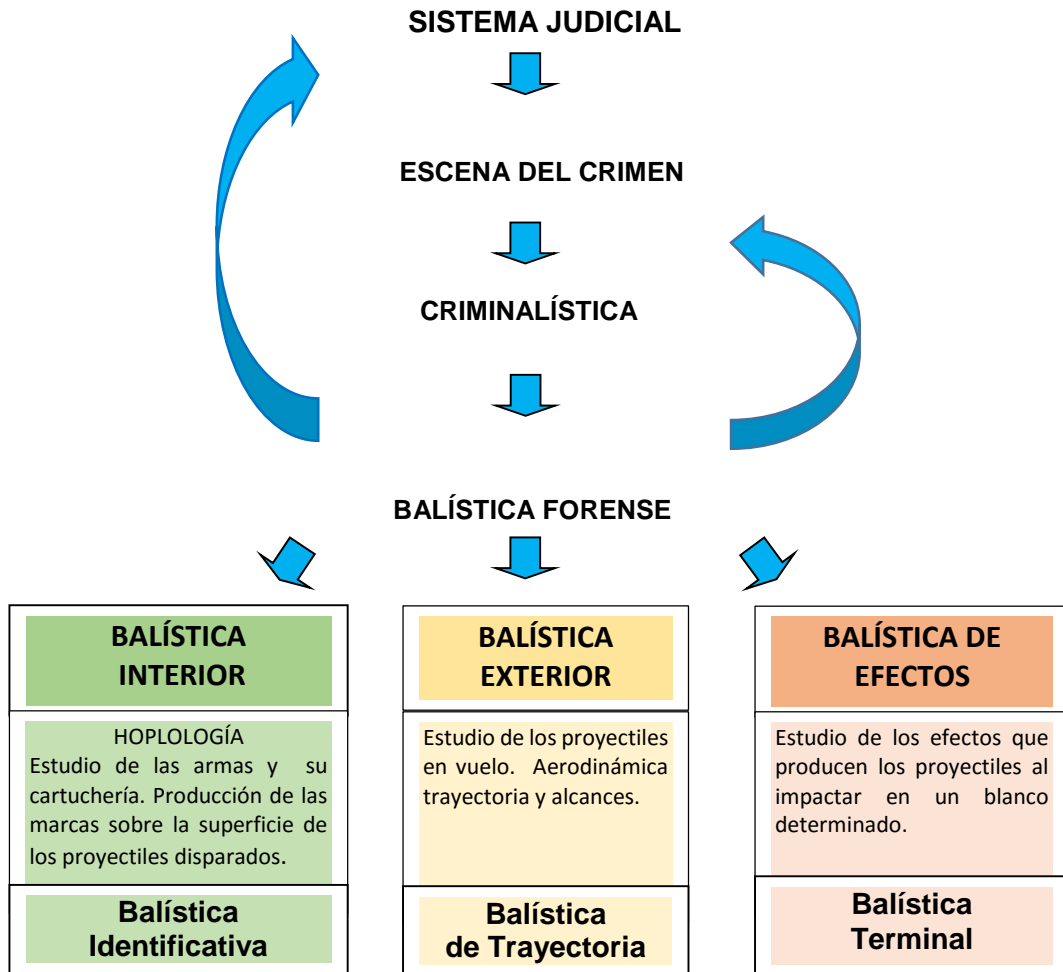 SISTEMA JUDICIAL
ESCENA DEL CRIMEN
CRIMINALÍSTICA
BALÍSTICA FORENSE
BALÍSTICA
INTERIOR
HOPLOLOGÍA
Estudio de las armas y su
cartuchería. Producción de las
marcas sobre la superficie de
los proyectiles disparados.
Balística
Identificativa
BALÍSTICA
EXTERIOR
Estudio de los proyectiles
en vuelo. Aerodinámica
trayectoria y alcances.
Balística
de Trayectoria
BALÍSTICA DE
EFECTOS
Estudio de los efectos que
producen los proyectiles al
impactar en un blanco
determinado.
Balística
Terminal